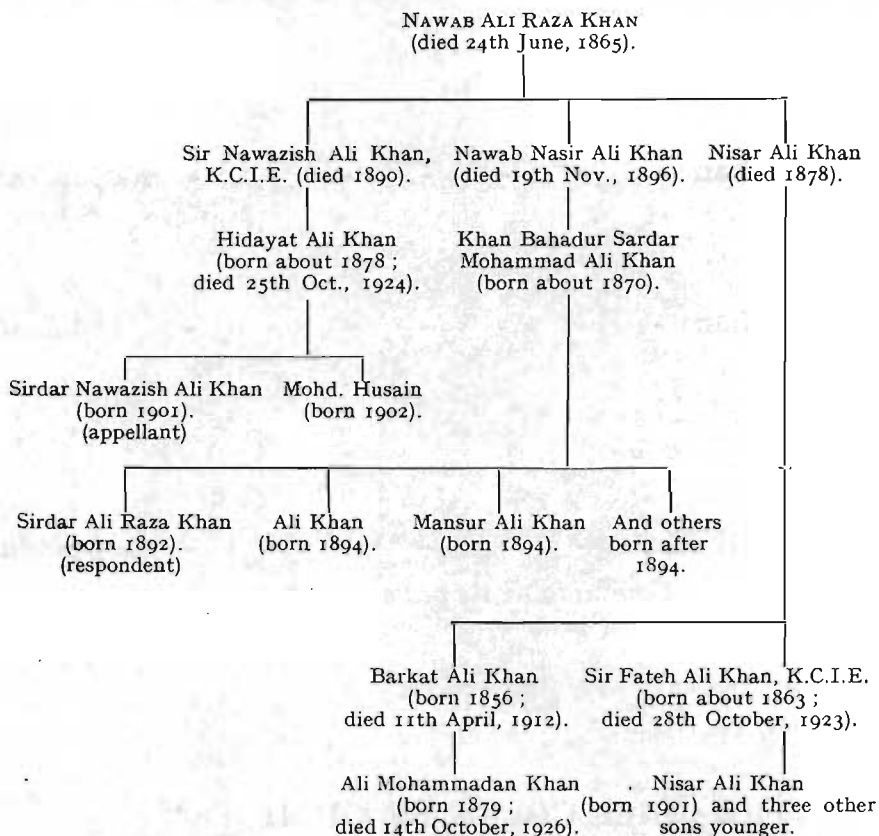 NAWAB ALI RAZA KHAN
(died 24th June, 1865).
Sir Nawazish Ali Khan,
K.C.I.E. (died 1890).
Nawab Nasir Ali Khan
(died 19th Nov., 1896).
Nisar Ali Khan
(died 1878).
Hidayat Ali Khan
(born about 1878 ;
died 25th Oct., 1924).
Khan Bahadur Sardar
Mohammad Ali Khan
(born about 1870).
Sirdar Nawazish Ali Khan
(born 1901).
(appellant)
Mohd. Husain
(born 1902).
Sirdar Ali Raza Khan
(born 1892).
(respondent)
Ali Khan
(born 1894).
Mansur Ali Khan
(born 1894).
And others
born after
1894.
Barkat Ali Khan
(born 1856 ;
died 11th April, 1912).
Sir Fateh Ali Khan, K.C.I.E.
(born about 1863 ;
died 28th October, 1923).
Ali Mohammadan Khan
(born 1879 ;
died 14th October, 1926).
Nisar Ali Khan
(born 1901) and three other
sons younger.